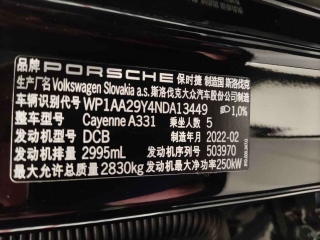 品牌 PORSCHE 保时捷 制造国 斯洛伐克
生产厂名 Volkswagen Slovakia a.s. 斯洛伐克大众汽车股份公司制造
车辆识别代号 WP1AA29Y4NDA13449 1,0%
整车型号 Cayenne A331 乘坐人数 5
发动机型号 DCB 制造年月 2022-02
发动机排量 2995mL 发动机序号 503970
最大允许总质量 2830kg 发动机最大净功率 250kW